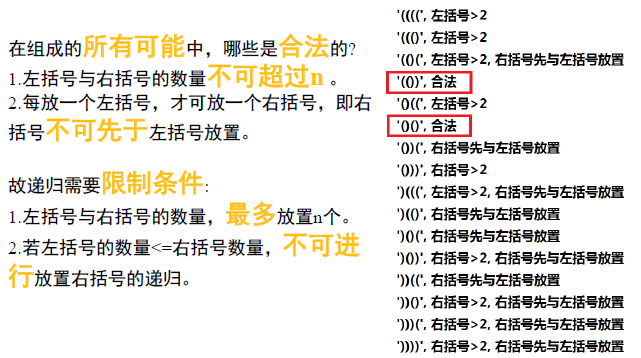 在组成的所有可能中，哪些是合法的?
1.左括号与右括号的数量不可超过n 。
2.每放一个左括号，才可放一个右括号，即右
括号不可先于左括号放置。
故递归需要限制条件:
1.左括号与右括号的数量，最多放置n个。
2.若左括号的数量<=右括号数量，不可进
行放置右括号的递归。
'((((', 左括号>2
'((()', 左括号>2
'(()(', 左括号>2, 右括号先与左括号放置
'(())', 合法
'()((', 左括号>2
'()()', 合法
'())(', 右括号先与左括号放置
'()))', 右括号>2
')(((', 左括号>2, 右括号先与左括号放置
')(()', 右括号先与左括号放置
')()(', 右括号先与左括号放置
')())', 右括号>2, 右括号先与左括号放置
'))((', 右括号先与左括号放置
'))()', 右括号>2, 右括号先与左括号放置
')))(', 右括号>2, 右括号先与左括号放置
'))))', 右括号>2, 右括号先与左括号放置